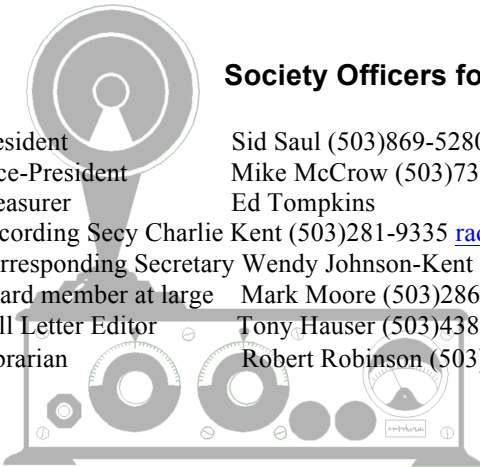 Society Officers fo
esident Sid Saul (503)869-5280
ce-President Mike McCrow (503)73
easurer Ed Tompkins
cording Secy Charlie Kent (503)281-9335 rad
rresponding Secretary Wendy Johnson-Kent
ard member at large Mark Moore (503)286
ll Letter Editor Tony Hauser (503)438
brarian Robert Robinson (503)